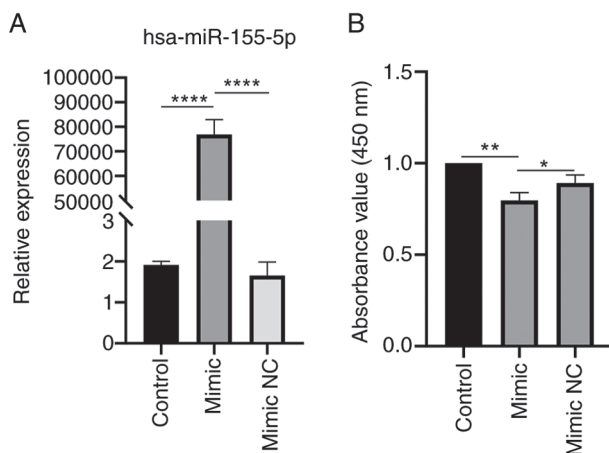 A
hsa-miR-155-5p
Relative expression
100000
90000
80000
70000
60000
50000
3
2
1
0
****
****
Control
Mimic
Mimic NC
B
Absorbance value (450 nm)
1.5
1.0
0.5
0.0
**
*
Control
Mimic
Mimic NC